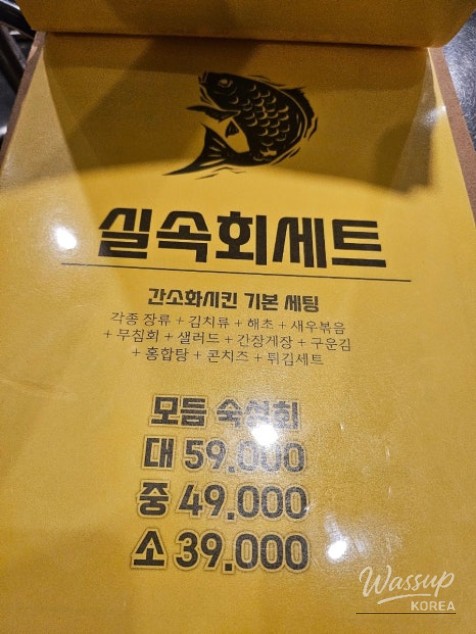 실속회세트
간소화시킨 기본 세팅
각종 장류 + 김치류 + 해초 + 새우볶음
+ 무침회 + 샐러드 + 간장게장 + 구운김
+ 홍합탕 + 콘치즈 + 튀김세트
모듬 숙성회
대 59,000
중 49,000
소 39,000
Wassup
KOREA